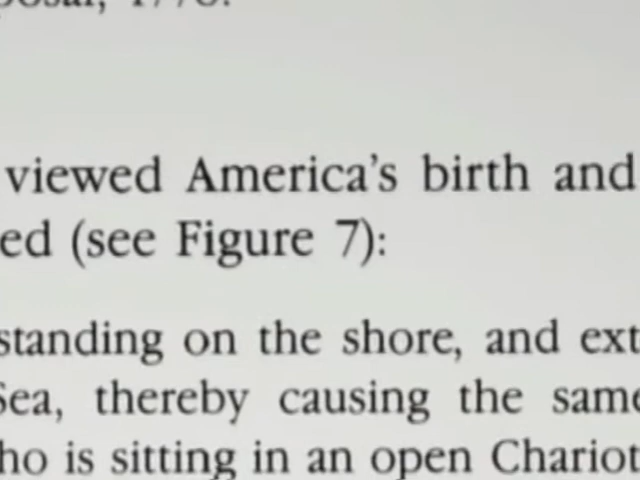 viewed America's birth and
ed (see Figure 7):
standing on the shore, and ext
Sea, thereby causing the same
ho is sitting in an open Chariot